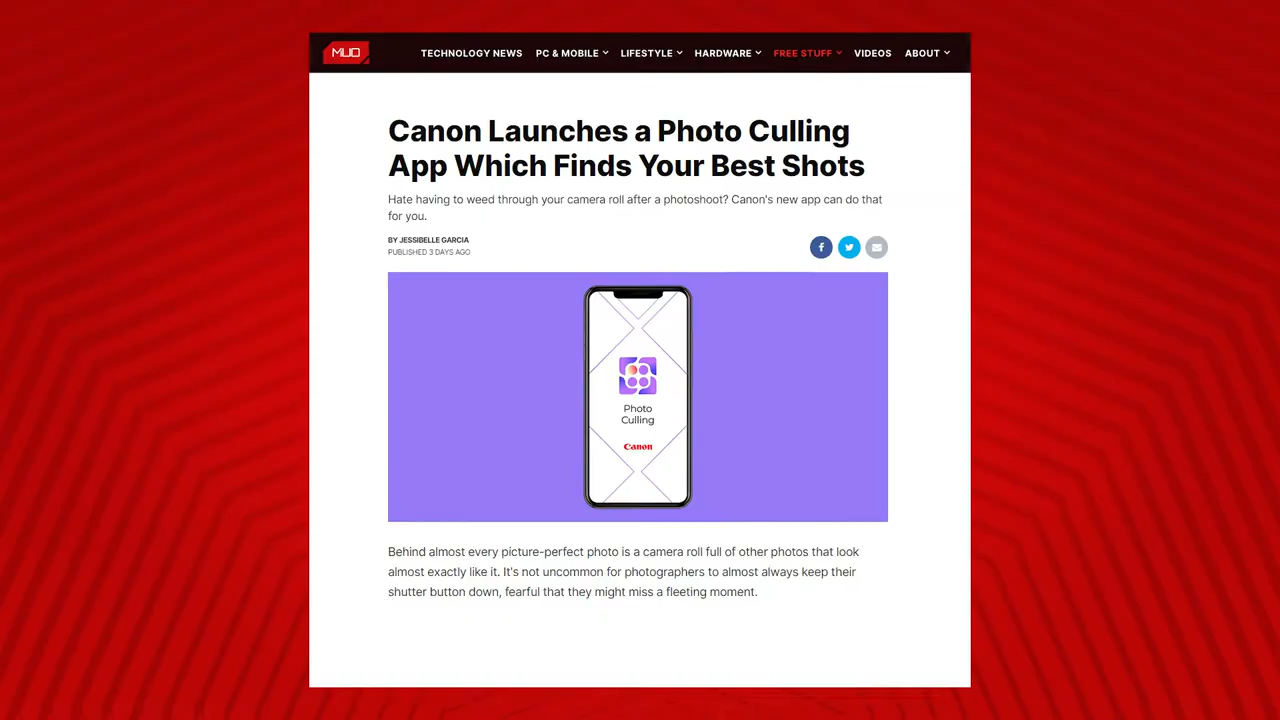 MUO
TECHNOLOGY NEWS PC & MOBILE LIFESTYLE HARDWARE FREE STUFF VIDEOS ABOUT
Canon Launches a Photo Culling
App Which Finds Your Best Shots
Hate having to weed through your camera roll after a photoshoot? Canon's new app can do that
for you.
BY JESSIBELLE GARCIA
PUBLISHED 3 DAYS AGO
Photo
Culling
Canon
Behind almost every picture-perfect photo is a camera roll full of other photos that look
almost exactly like it. It's not uncommon for photographers to almost always keep their
shutter button down, fearful that they might miss a fleeting moment.